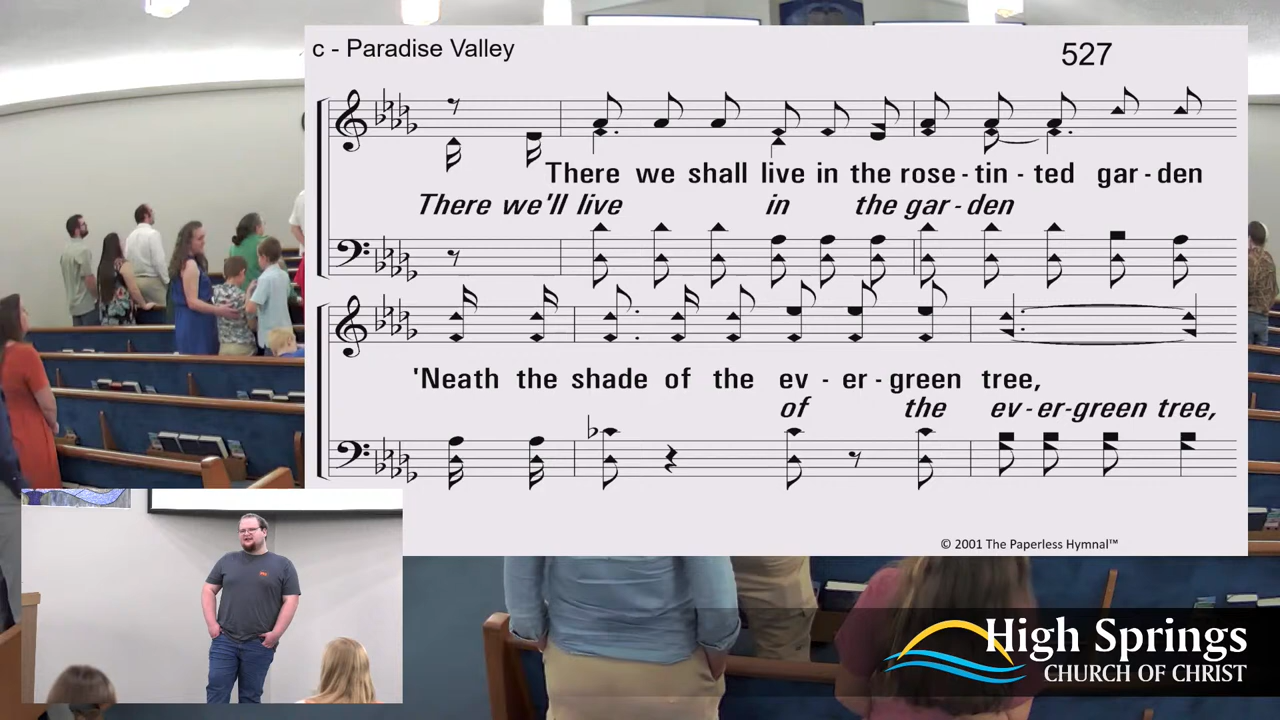 c - Paradise Valley
527
There we shall live in the rose - tin - ted gar - den
There we'll live in the gar - den
'Neath the shade of the ev - er - green tree,
of the ev - er - green tree,
© 2001 The Paperless Hymnal™
High Springs
CHURCH OF CHRIST